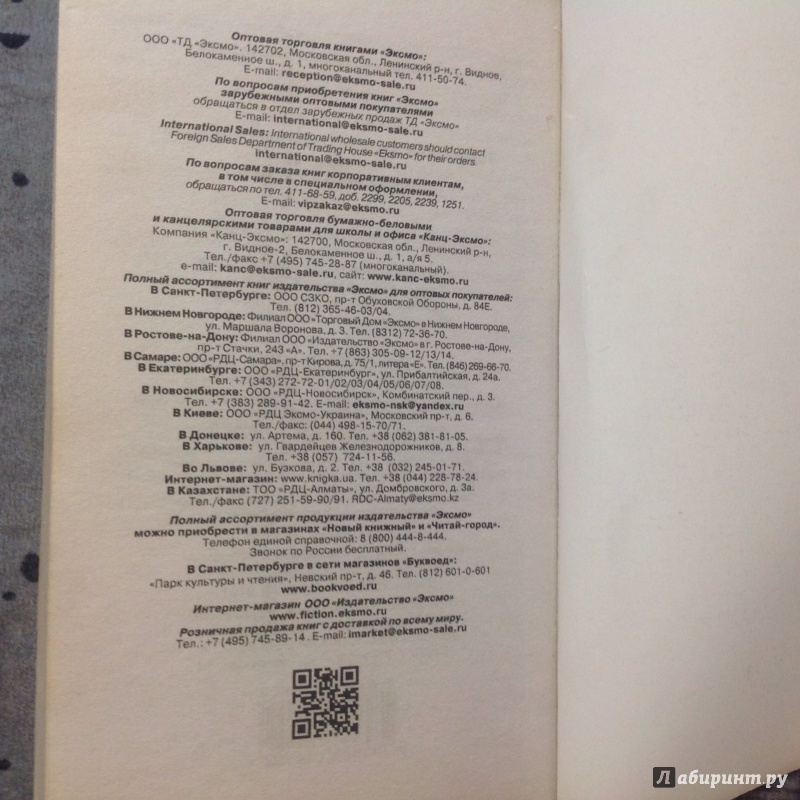 Оптовая торговля книгами «Эксмо»:
ООО «ТД «Эксмо». 142702, Московская обл., Ленинский р-н, г. Видное,
Белокаменное ш., д. 1, многоканальный тел. 411-50-74.
E-mail: reception@eksmo-sale.ru
По вопросам приобретения книг «Эксмо»
зарубежными оптовыми покупателями
обращаться в отдел зарубежных продаж ТД «Эксмо»
E-mail: international@eksmo-sale.ru
International Sales: International wholesale customers should contact
Foreign Sales Department of Trading House «Eksmo» for their orders.
international@eksmo-sale.ru
По вопросам заказа книг корпоративным клиентам,
в том числе в специальном оформлении,
обращаться по тел. 411-68-59, доб. 2299, 2205, 2239, 1251.
E-mail: vipzakaz@eksmo.ru
Оптовая торговля бумажно-беловыми
и канцелярскими товарами для школы и офиса «Канц-Эксмо»:
Компания «Канц-Эксмо»: 142700, Московская обл., Ленинский р-н,
г. Видное-2, Белокаменное ш., д. 1, а/я 5.
Тел./факс +7 (495) 745-28-87 (многоканальный).
e-mail: kanc@eksmo-sale.ru, сайт: www.kanc-eksmo.ru
Полный ассортимент книг издательства «Эксмо» для оптовых покупателей:
В Санкт-Петербурге: ООО СЗКО, пр-т Обуховской Обороны, д. 84Е.
Тел. (812) 365-46-03/04.
В Нижнем Новгороде: Филиал ООО «Торговый Дом «Эксмо» в Нижнем Новгороде,
ул. Маршала Воронова, д. 3. Тел. (8312) 72-36-70.
В Ростове-на-Дону: Филиал ООО «Издательство «Эксмо» в г. Ростове-на-Дону,
пр-т Стачки, 243 «А». Тел. +7 (863) 305-09-12/13/14.
В Самаре: ООО «РДЦ-Самара», пр-т Кирова, д. 75/1, литера «Е». Тел. (846) 269-66-70.
В Екатеринбурге: ООО «РДЦ-Екатеринбург», ул. Прибалтийская, д. 24а.
Тел. +7 (343) 272-72-01/02/03/04/05/06/07/08.
В Новосибирске: ООО «РДЦ-Новосибирск», Комбинатский пер., д. 3.
Тел. +7 (383) 289-91-42. E-mail: eksmo-nsk@yandex.ru
В Киеве: ООО «РДЦ Эксмо-Украина», Московский пр-т, д. 6.
Тел./факс: (044) 498-15-70/71.
В Донецке: ул. Артема, д. 160. Тел. +38 (062) 381-81-05.
В Харькове: ул. Гвардейцев Железнодорожников, д. 8.
Тел. +38 (057) 724-11-56.
Во Львове: ул. Бузкова, д. 2. Тел. +38 (032) 245-01-71.
Интернет-магазин: www.knigka.ua. Тел. +38 (044) 228-78-24.
В Казахстане: ТОО «РДЦ-Алматы», ул. Домбровского, д. 3а.
Тел./факс (727) 251-59-90/91. RDC-Almaty@eksmo.kz
Полный ассортимент продукции издательства «Эксмо»
можно приобрести в магазинах «Новый книжный» и «Читай-город».
Телефон единой справочной: 8 (800) 444-8-444.
Звонок по России бесплатный.
В Санкт-Петербурге в сети магазинов «Буквоед»:
«Парк культуры и чтения», Невский пр-т, д. 46. Тел. (812) 601-0-601
www.bookvoed.ru
Интернет-магазин ООО «Издательство «Эксмо»
www.fiction.eksmo.ru
Розничная продажа книг с доставкой по всему миру.
Тел.: +7 (495) 745-89-14. E-mail: imarket@eksmo-sale.ru
Лабиринт.ру